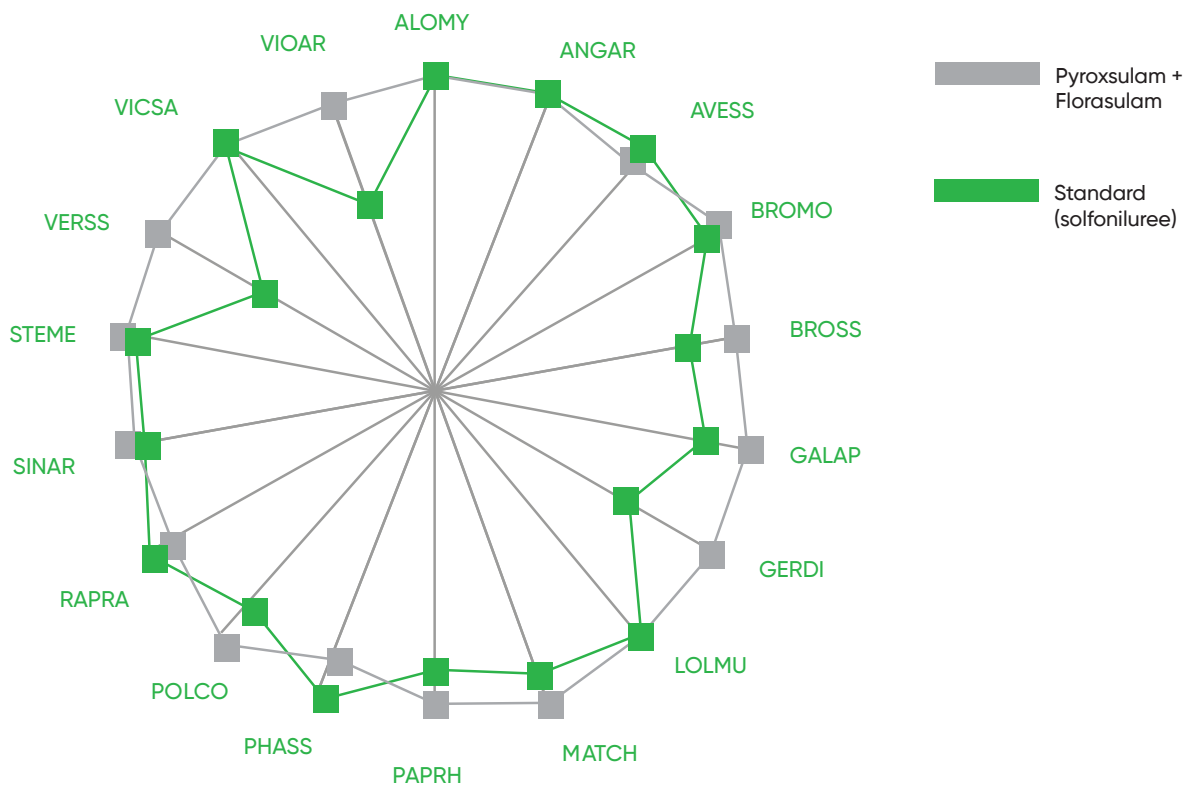 ALOMY
VIOAR
ANGAR
VICSA
AVESS
VERSS
BROMO
STEME
BROSS
SINAR
GALAP
RAPRA
GERDI
POLCO
LOLMU
PHASS
MATCH
PAPRH
Pyroxsulam +
Florasulam
Standard
(solfoniluree)